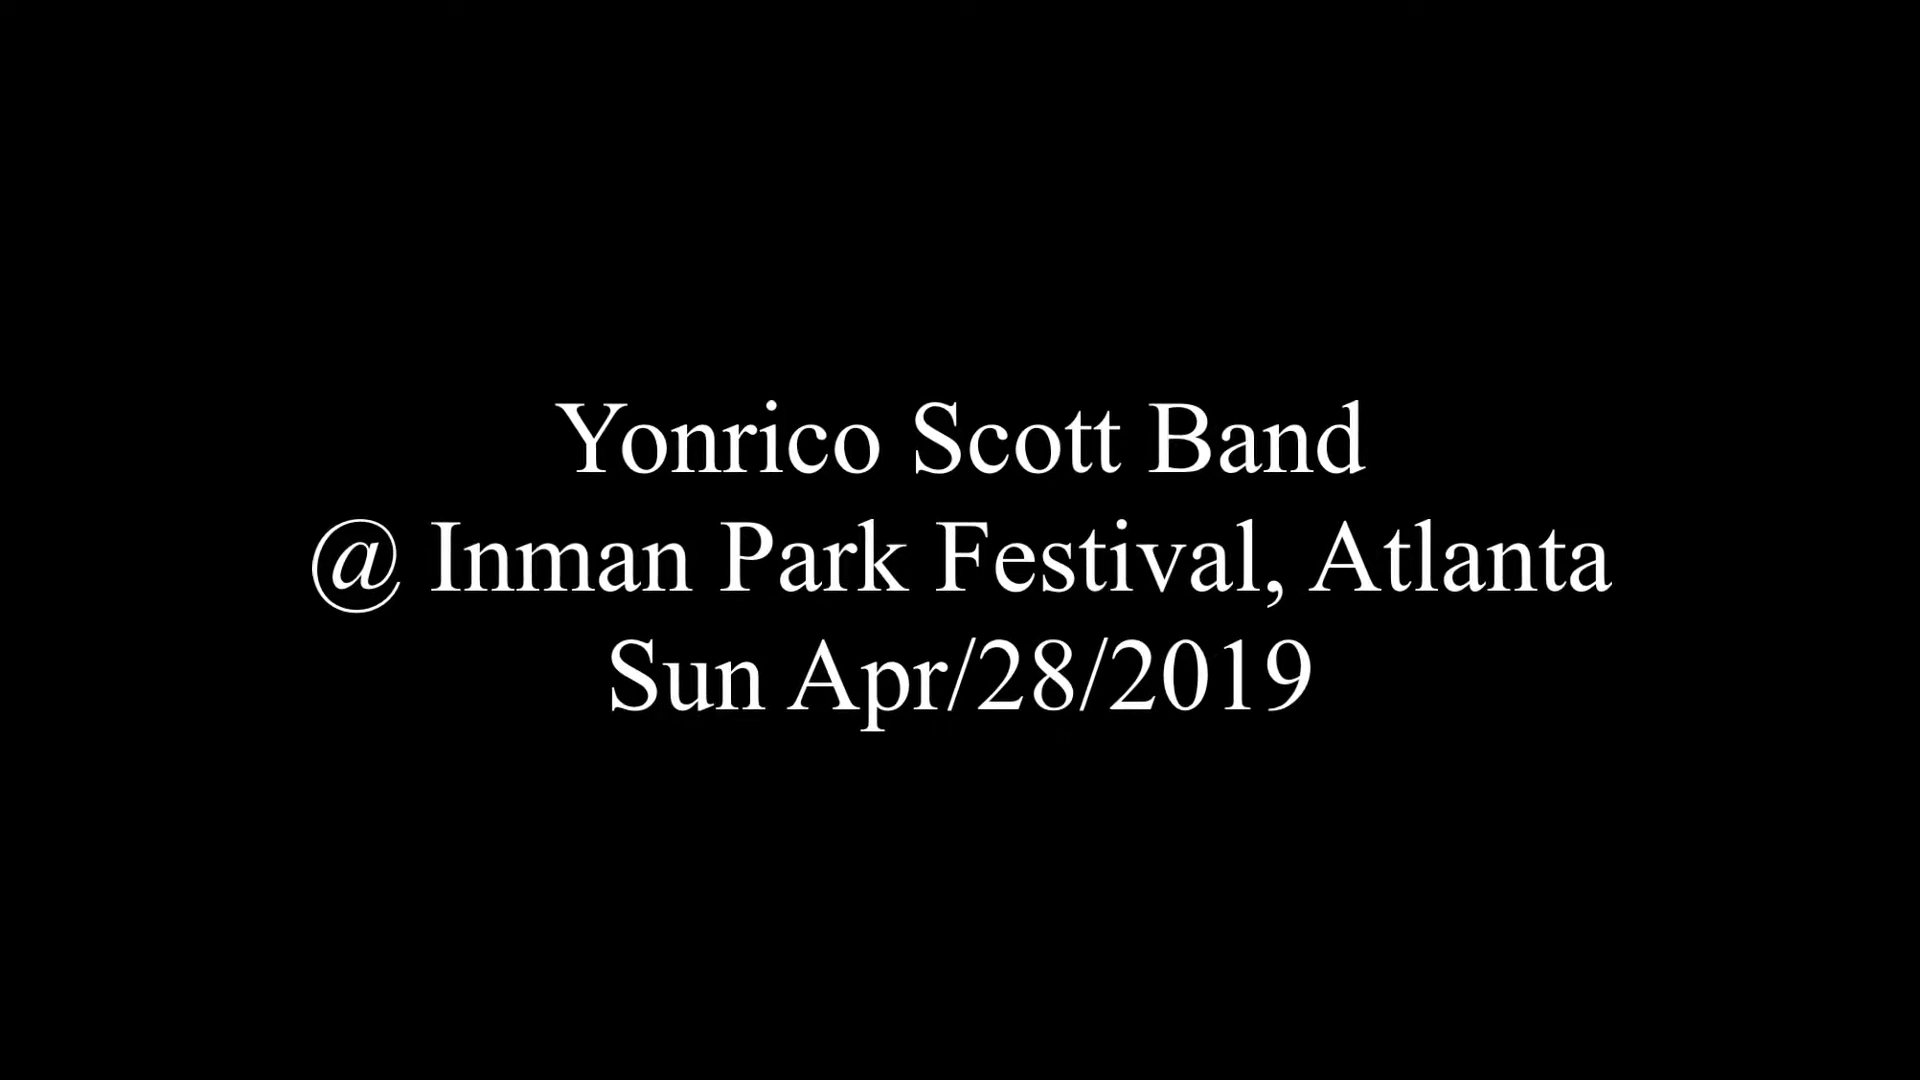 Yonrico Scott Band
@ Inman Park Festival, Atlanta
Sun Apr/28/2019